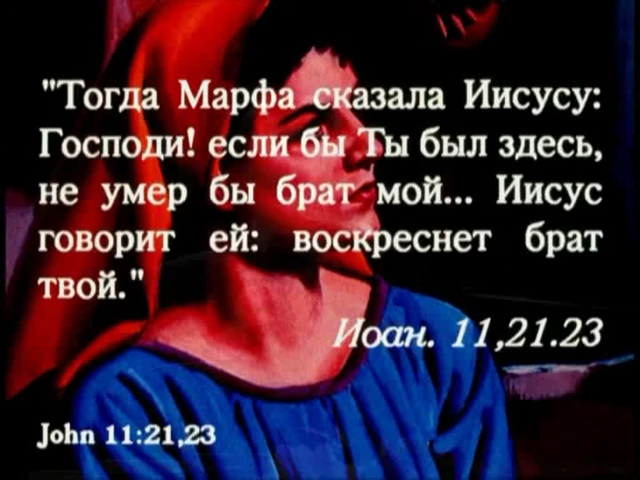 "Тогда Марфа сказала Иисусу:
Господи! если бы Ты был здесь,
не умер бы брат мой... Иисус
говорит ей: воскреснет брат
твой."
Иоан. 11,21.23
John 11:21,23